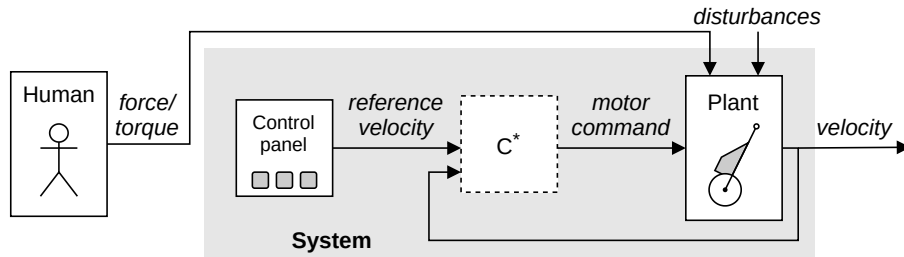 disturbances
Human
force/
torque
Control
panel
reference
velocity
C*
motor
command
Plant
velocity
System